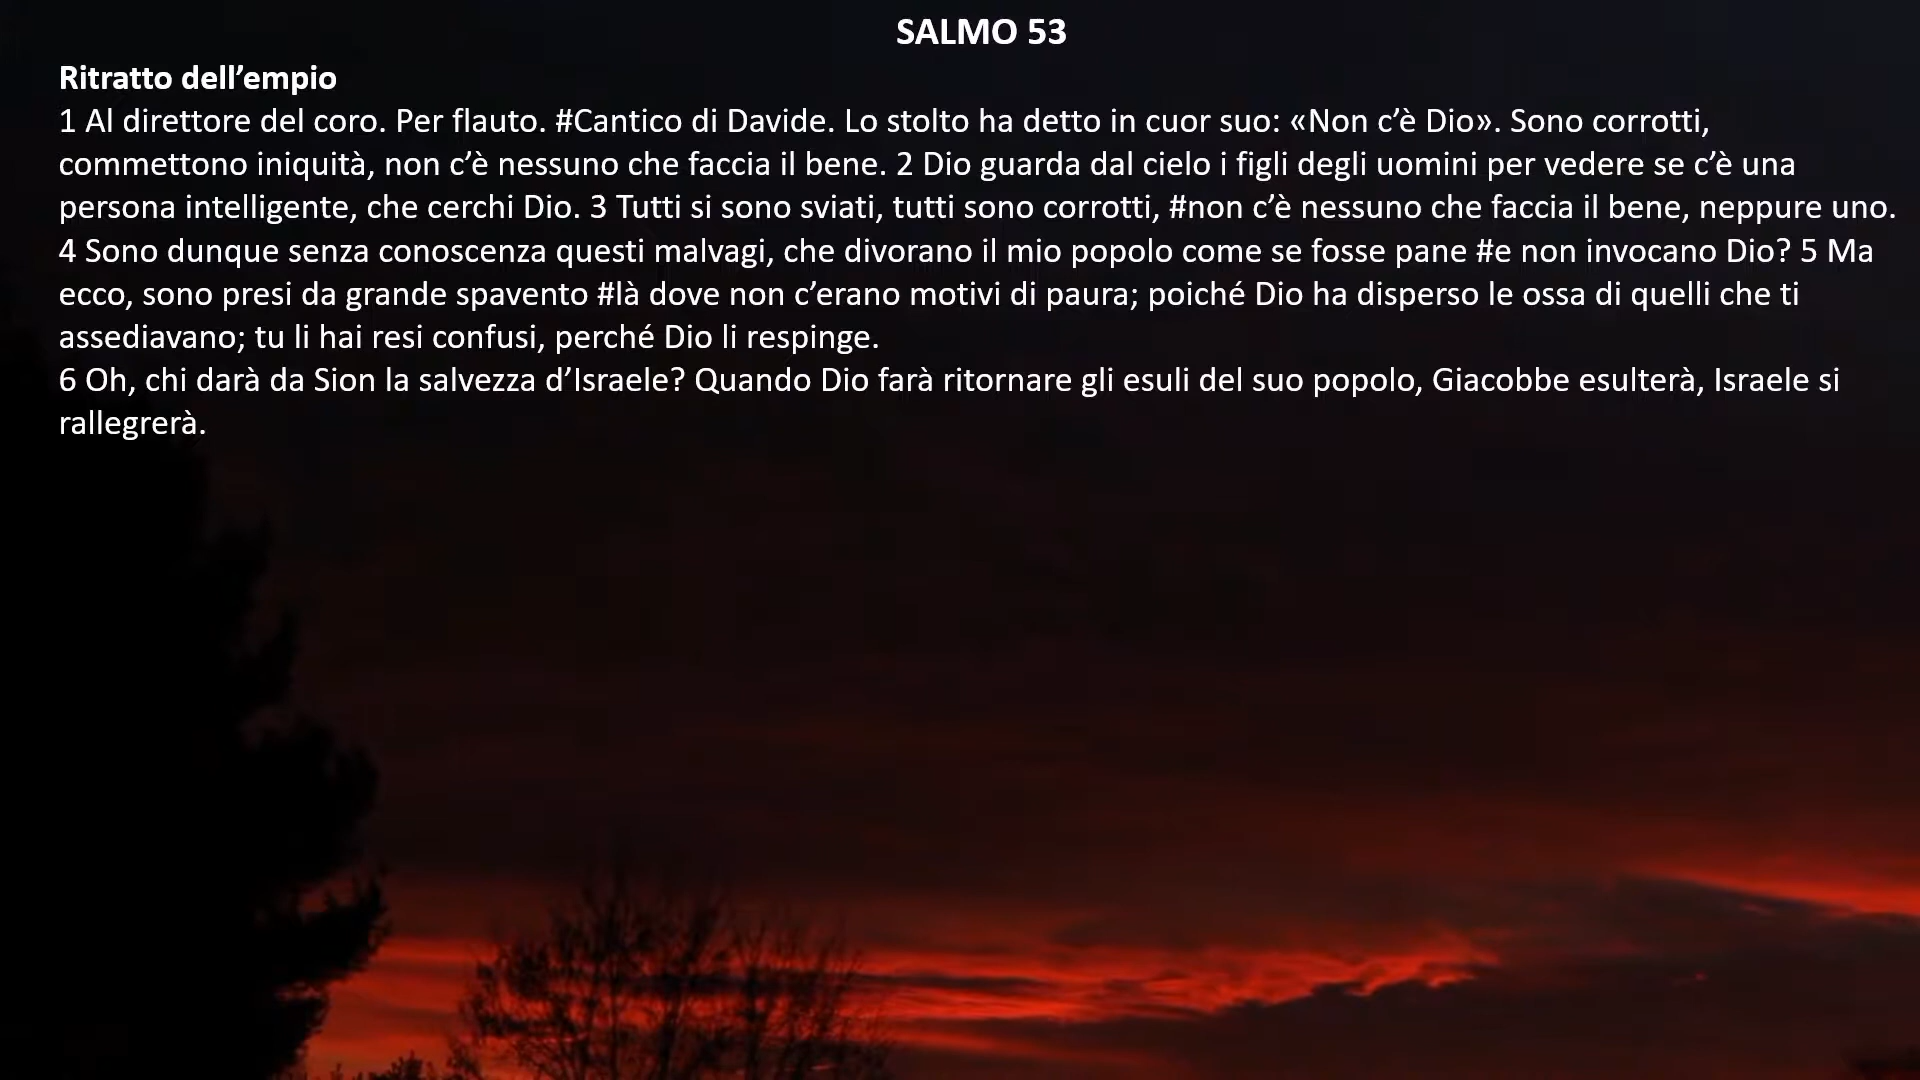 SALMO 53
Ritratto dell’empio
1 Al direttore del coro. Per flauto. #Cantico di Davide. Lo stolto ha detto in cuor suo: «Non c’è Dio». Sono corrotti,
commettono iniquità, non c’è nessuno che faccia il bene. 2 Dio guarda dal cielo i figli degli uomini per vedere se c’è una
persona intelligente, che cerchi Dio. 3 Tutti si sono sviati, tutti sono corrotti, #non c’è nessuno che faccia il bene, neppure uno.
4 Sono dunque senza conoscenza questi malvagi, che divorano il mio popolo come se fosse pane #e non invocano Dio? 5 Ma
ecco, sono presi da grande spavento #là dove non c’erano motivi di paura; poiché Dio ha disperso le ossa di quelli che ti
assediavano; tu li hai resi confusi, perché Dio li respinge.
6 Oh, chi darà da Sion la salvezza d’Israele? Quando Dio farà ritornare gli esuli del suo popolo, Giacobbe esulterà, Israele si
rallegrerà.